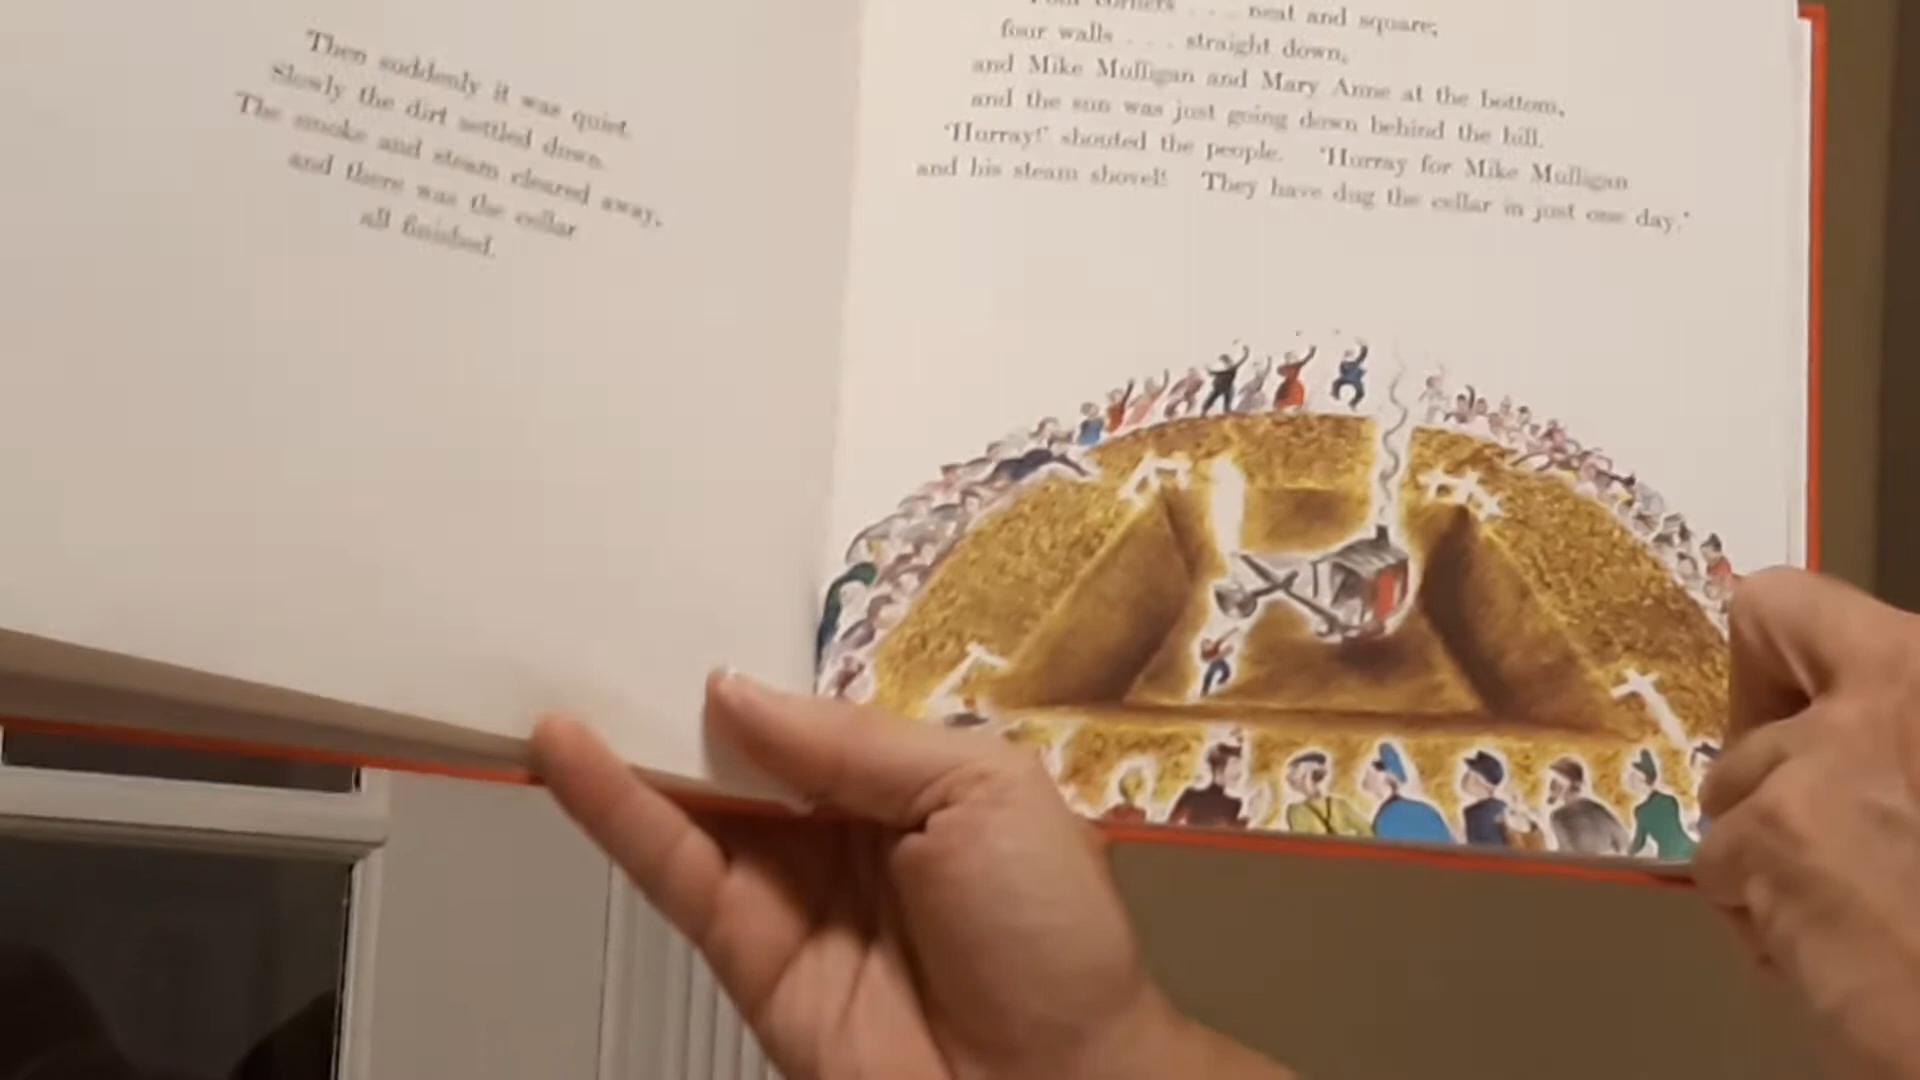 Then suddenly it was quiet.
Slowly the dirt settled down.
The smoke and steam cleared away,
and there was the cellar
all finished.
Four corners . . . neat and square,
four walls . . . straight down,
and Mike Mulligan and Mary Anne at the bottom,
and the sun was just going down behind the hill.
'Hurray!' shouted the people. 'Hurray for Mike Mulligan
and his steam shovel! They have dug the cellar in just one day.'